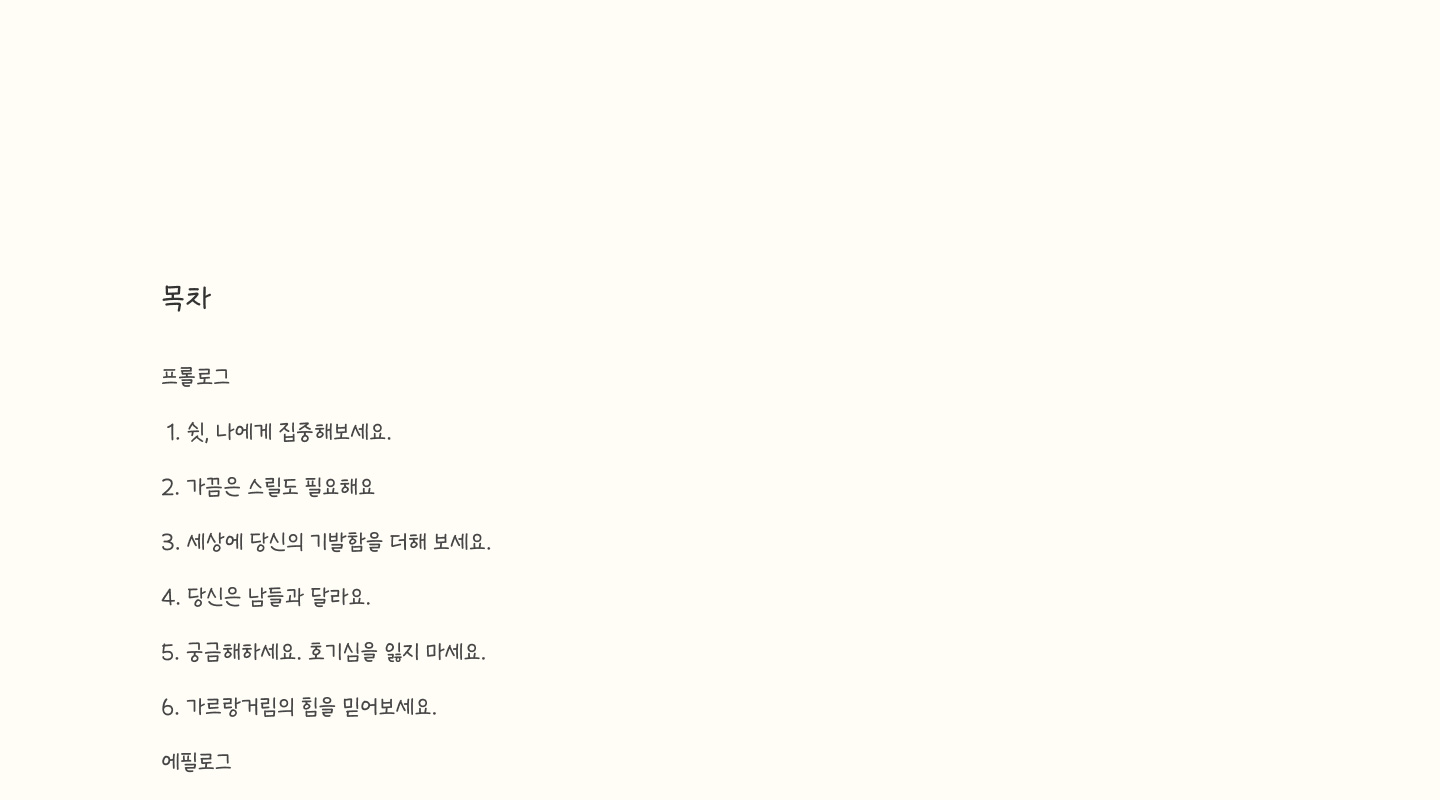 목차
프롤로그
1. 쉿, 나에게 집중해보세요.
2. 가끔은 스릴도 필요해요
3. 세상에 당신의 기발함을 더해 보세요.
4. 당신은 남들과 달라요.
5. 궁금해하세요. 호기심을 잃지 마세요.
6. 가르랑거림의 힘을 믿어보세요.
에필로그